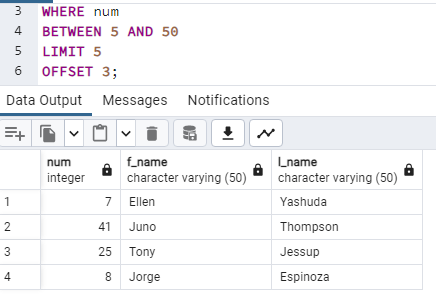 3 WHERE num
4 BETWEEN 5 AND 50
5 LIMIT 5
6 OFFSET 3;
Data Output Messages Notifications
num f_name l_name
integer character varying (50) character varying (50)
1 7 Ellen Yashuda
2 41 Juno Thompson
3 25 Tony Jessup
4 8 Jorge Espinoza